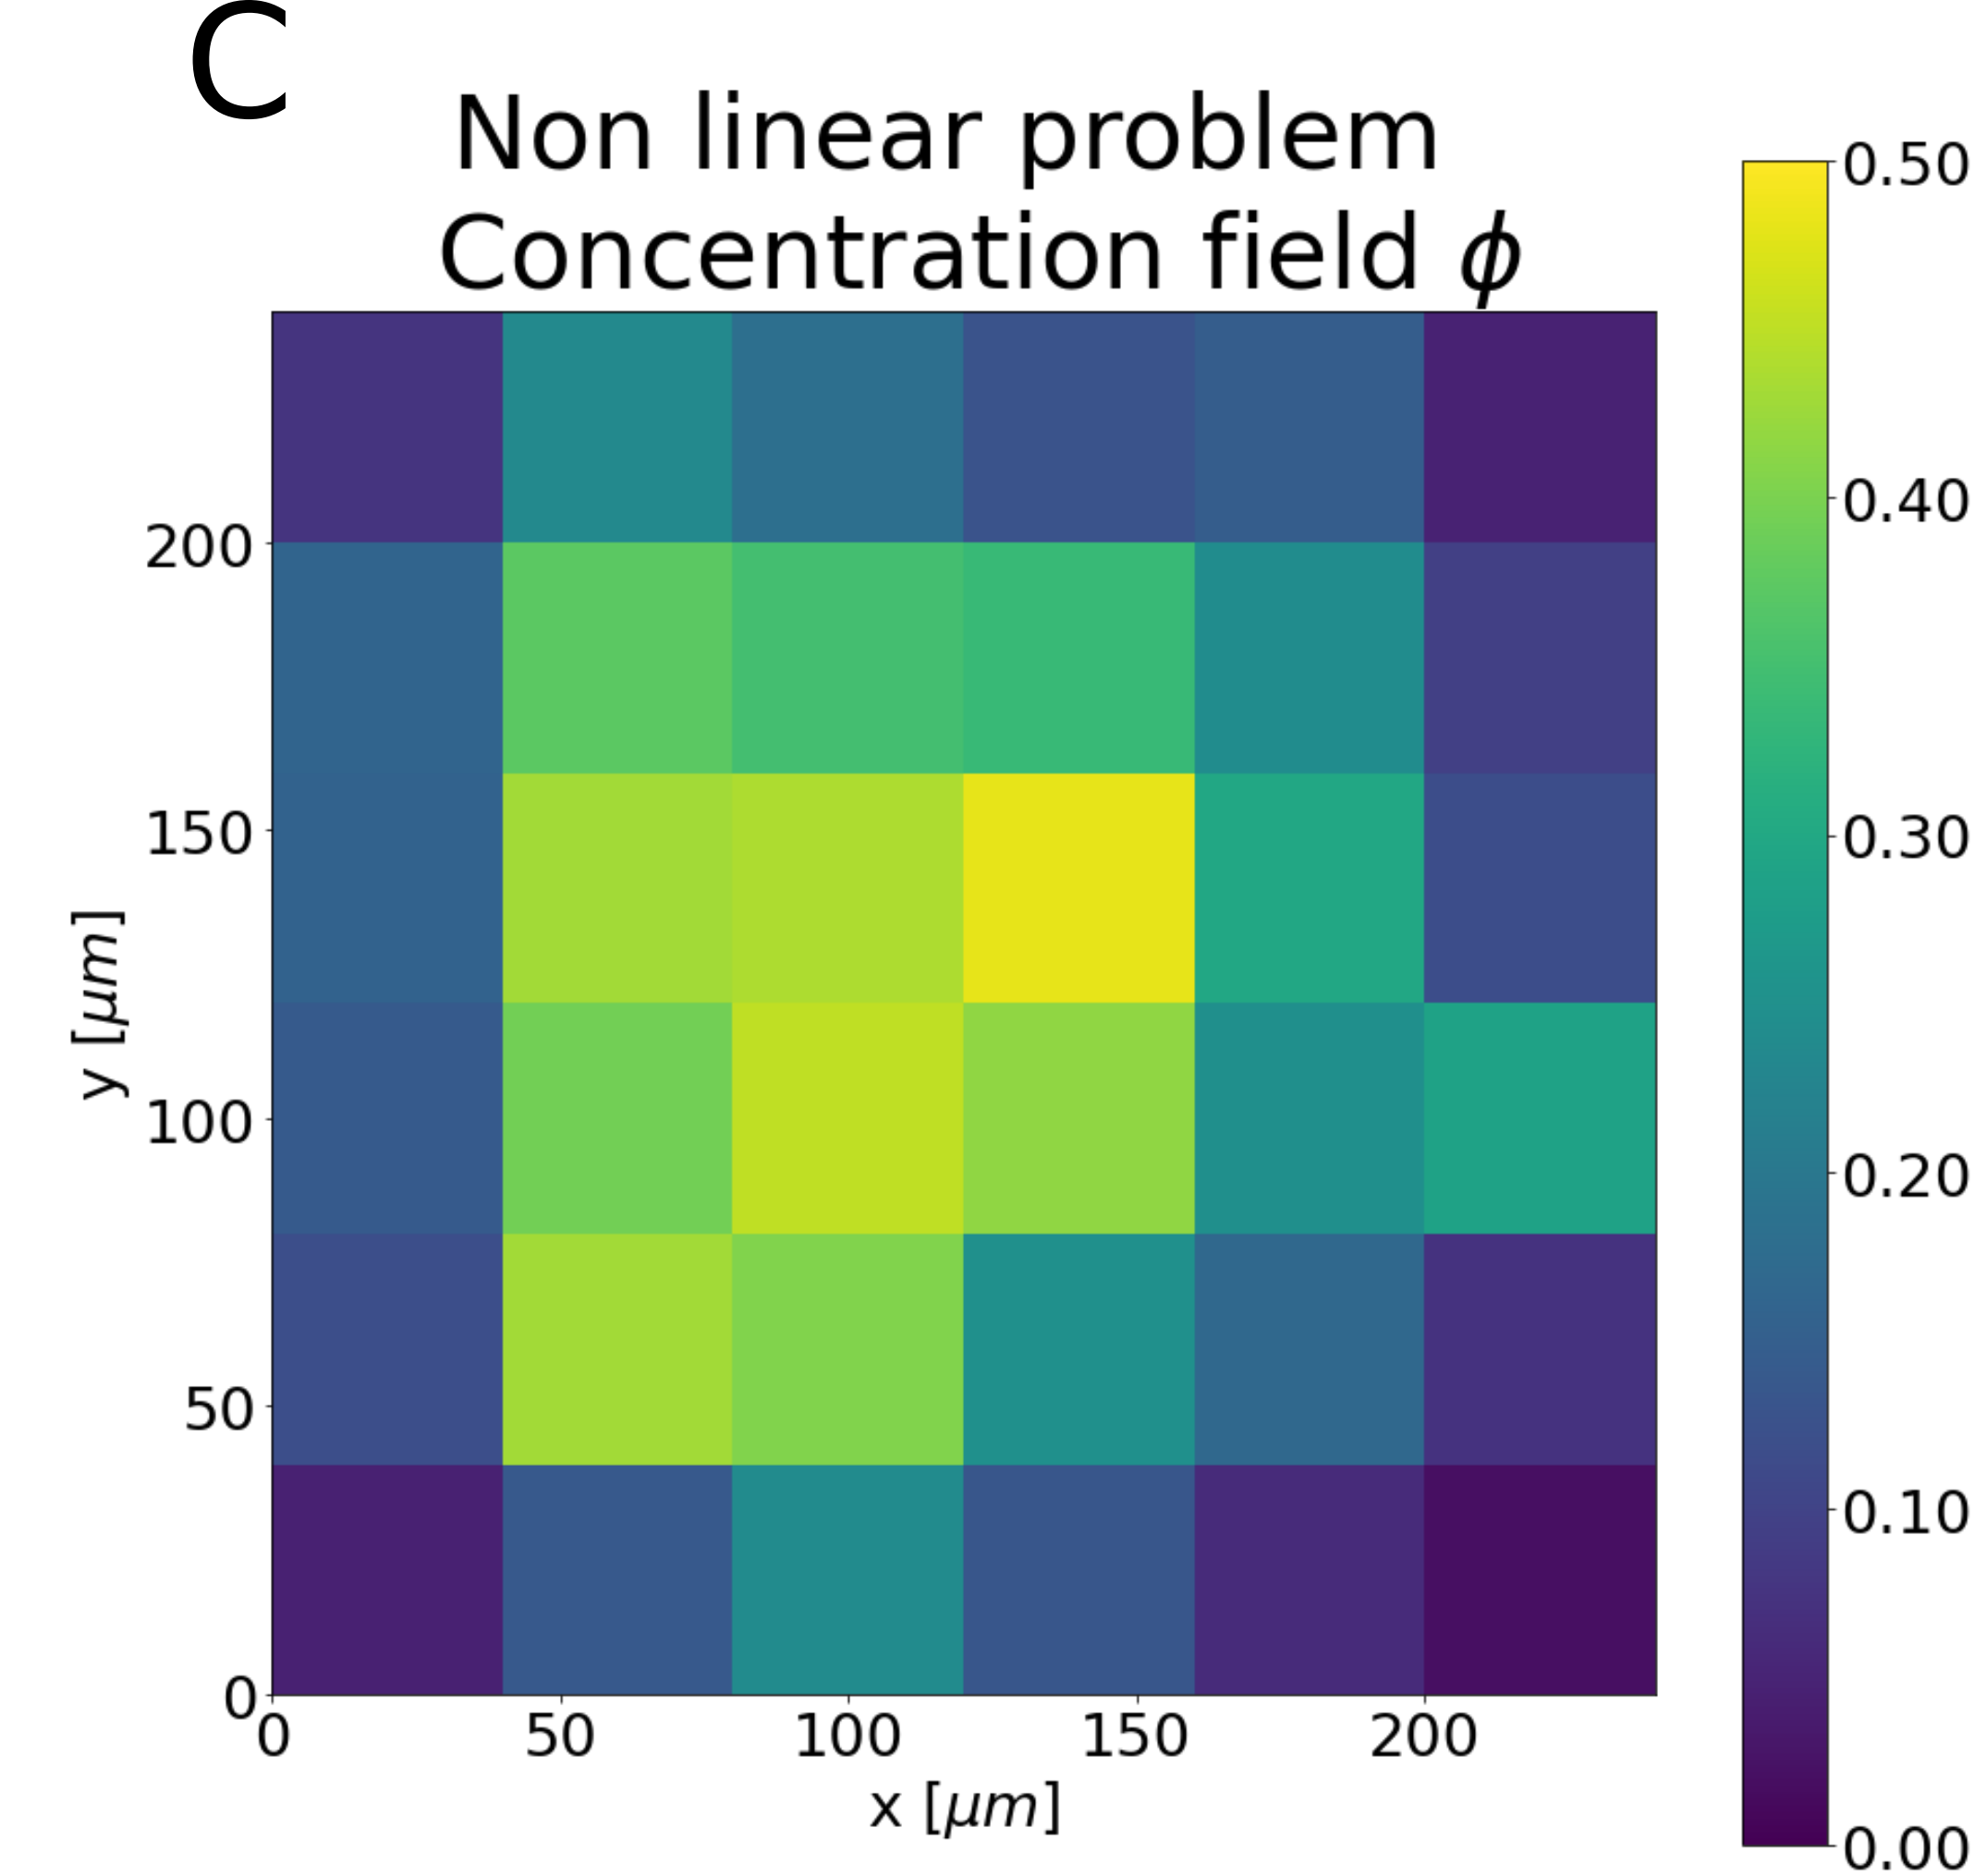 C
Non linear problem
Concentration field ϕ
0.50
0.40
0.30
0.20
0.10
0.00
200
150
100
50
0
y [μm]
0 50 100 150 200
x [μm]